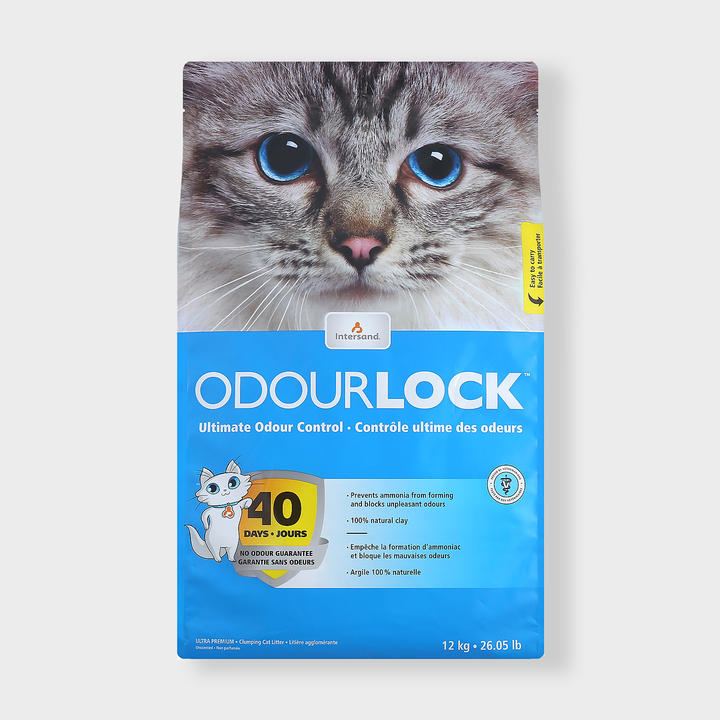 Easy to carry
Facile à transporter
Intersand.
ODOURLOCK™
Ultimate Odour Control • Contrôle ultime des odeurs
40
DAYS • JOURS
NO ODOUR GUARANTEE
GARANTIE SANS ODEURS
· Prevents ammonia from forming
and blocks unpleasant odours
· 100% natural clay
· Empêche la formation d'ammoniac
et bloque les mauvaises odeurs
· Argile 100 % naturelle
ULTRA PREMIUM • Clumping Cat Litter • Litière agglomérante
Unscented • Non parfumée
12 kg • 26.05 lb